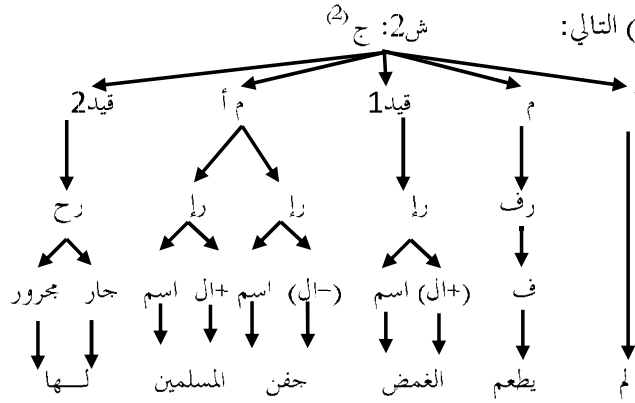 ) التالي: ش2: ج (2)
م قيد1 م أ قيد2
رف رإ رإ رإ رح
ف (+ال) اسم (–ال) اسم +ال اسم جار مجرور
لم يطعم الغمض جفن المسلمين لـــها